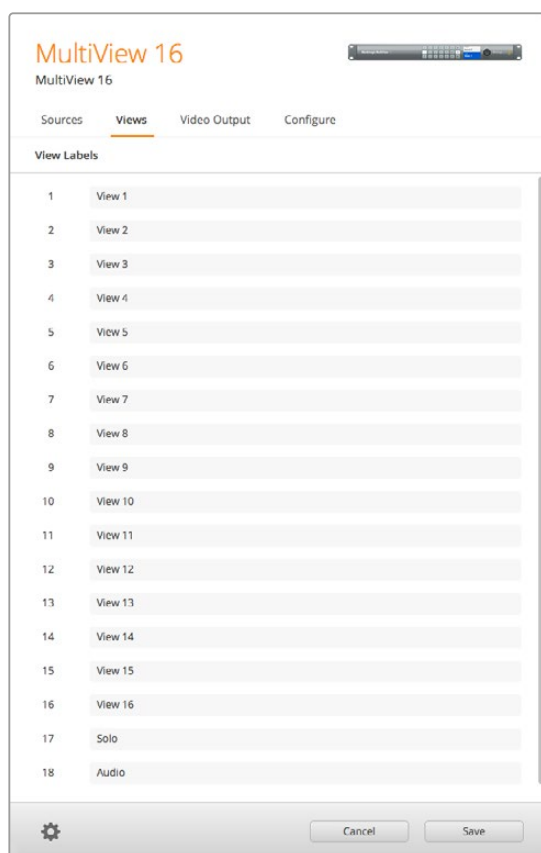 MultiView 16
MultiView 16
Sources Views Video Output Configure
View Labels
1 View 1
2 View 2
3 View 3
4 View 4
5 View 5
6 View 6
7 View 7
8 View 8
9 View 9
10 View 10
11 View 11
12 View 12
13 View 13
14 View 14
15 View 15
16 View 16
17 Solo
18 Audio
Cancel Save